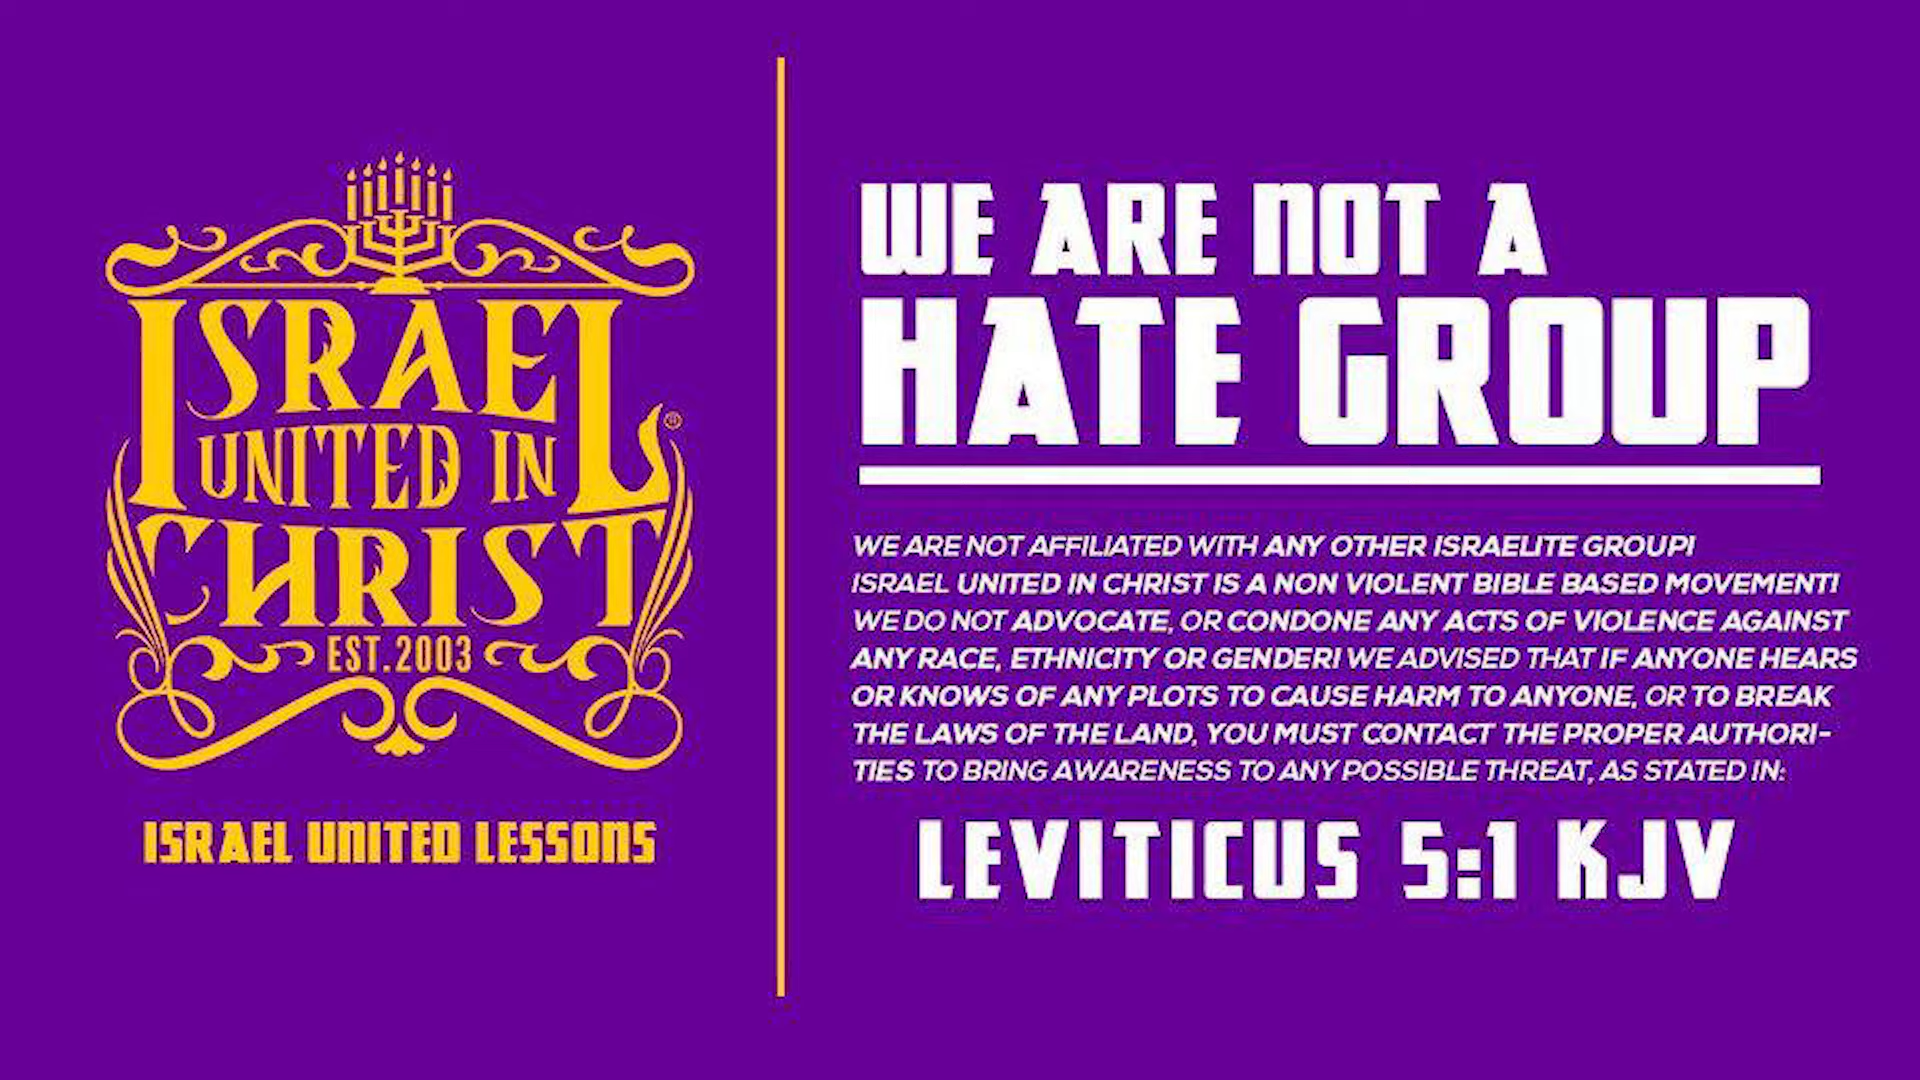 ISRAEL
UNITED IN
CHRIST
®
EST.2003
ISRAEL UNITED LESSONS
WE ARE NOT A
HATE GROUP
WE ARE NOT AFFILIATED WITH ANY OTHER ISRAELITE GROUP!
ISRAEL UNITED IN CHRIST IS A NON VIOLENT BIBLE BASED MOVEMENT!
WE DO NOT ADVOCATE, OR CONDONE ANY ACTS OF VIOLENCE AGAINST
ANY RACE, ETHNICITY OR GENDER! WE ADVISED THAT IF ANYONE HEARS
OR KNOWS OF ANY PLOTS TO CAUSE HARM TO ANYONE, OR TO BREAK
THE LAWS OF THE LAND, YOU MUST CONTACT THE PROPER AUTHORI-
TIES TO BRING AWARENESS TO ANY POSSIBLE THREAT, AS STATED IN:
LEVITICUS 5:1 KJV